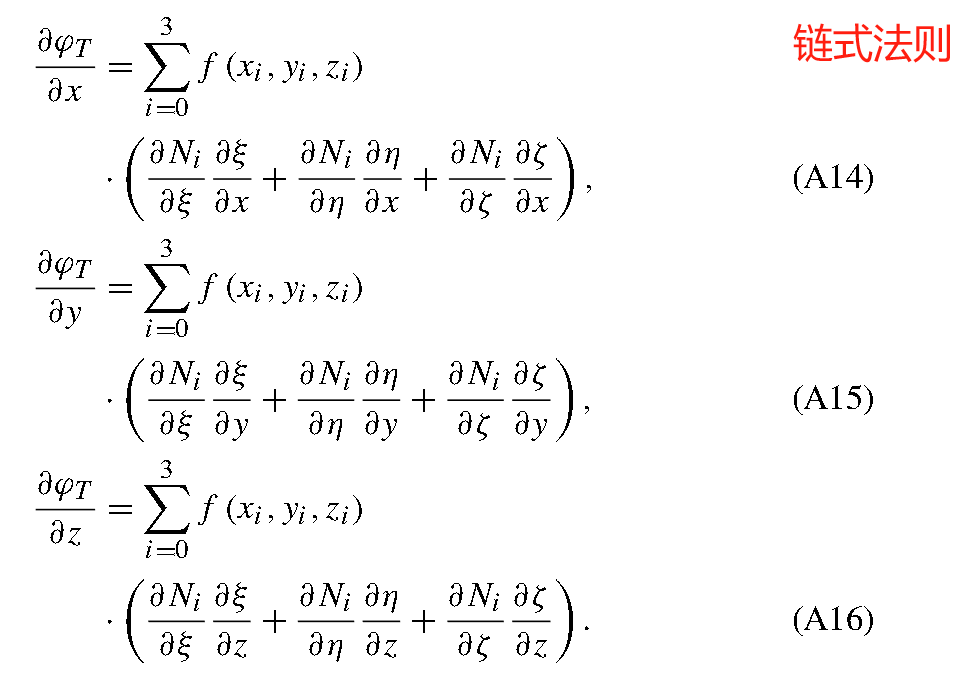 链式法则
\frac{\partial \varphi_T}{\partial x} = \sum_{i=0}^{3} f(x_i, y_i, z_i)
\cdot \left( \frac{\partial N_i}{\partial \xi} \frac{\partial \xi}{\partial x} + \frac{\partial N_i}{\partial \eta} \frac{\partial \eta}{\partial x} + \frac{\partial N_i}{\partial \zeta} \frac{\partial \zeta}{\partial x} \right), (A14)
\frac{\partial \varphi_T}{\partial y} = \sum_{i=0}^{3} f(x_i, y_i, z_i)
\cdot \left( \frac{\partial N_i}{\partial \xi} \frac{\partial \xi}{\partial y} + \frac{\partial N_i}{\partial \eta} \frac{\partial \eta}{\partial y} + \frac{\partial N_i}{\partial \zeta} \frac{\partial \zeta}{\partial y} \right), (A15)
\frac{\partial \varphi_T}{\partial z} = \sum_{i=0}^{3} f(x_i, y_i, z_i)
\cdot \left( \frac{\partial N_i}{\partial \xi} \frac{\partial \xi}{\partial z} + \frac{\partial N_i}{\partial \eta} \frac{\partial \eta}{\partial z} + \frac{\partial N_i}{\partial \zeta} \frac{\partial \zeta}{\partial z} \right). (A16)